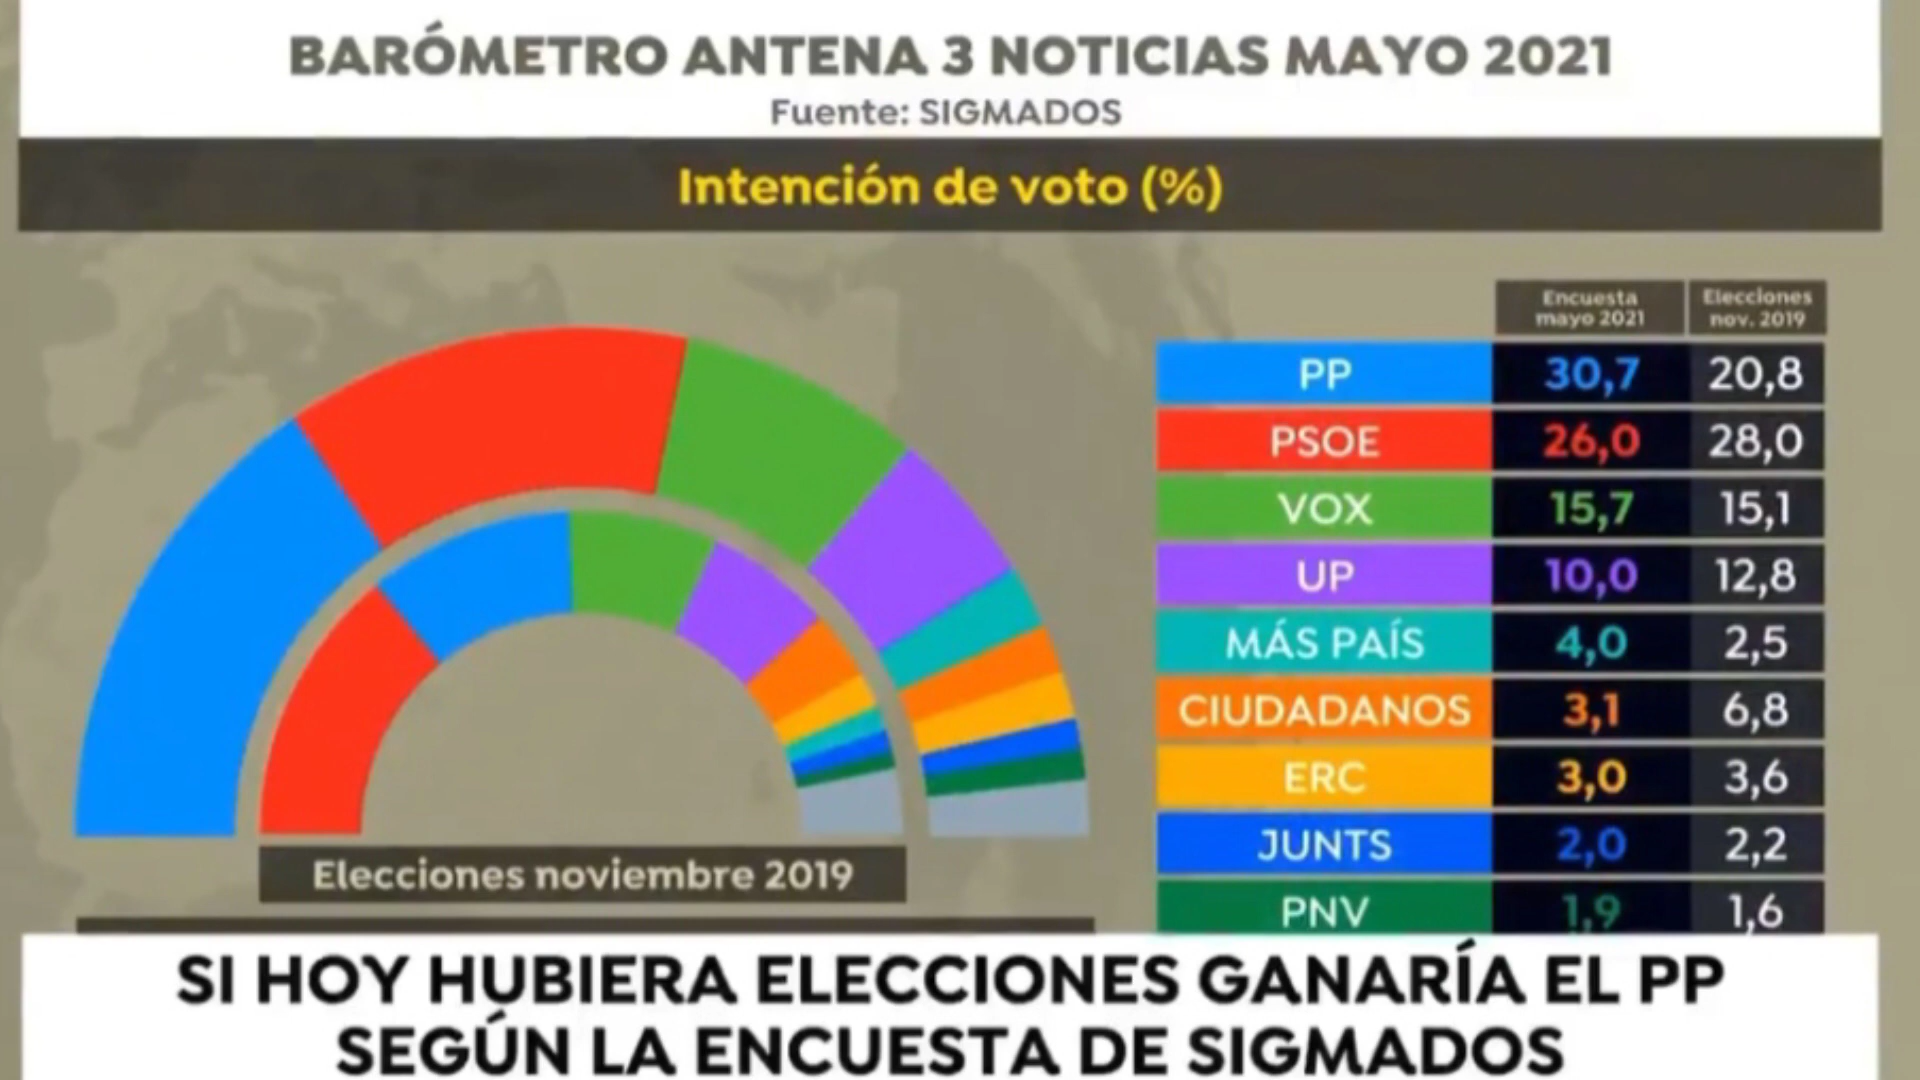 BARÓMETRO ANTENA 3 NOTICIAS MAYO 2021
Fuente: SIGMADOS
Intención de voto (%)
Encuesta mayo 2021
Elecciones nov. 2019
PP 30,7 20,8
PSOE 26,0 28,0
VOX 15,7 15,1
UP 10,0 12,8
MÁS PAÍS 4,0 2,5
CIUDADANOS 3,1 6,8
ERC 3,0 3,6
JUNTS 2,0 2,2
PNV 1,9 1,6
Elecciones noviembre 2019
SI HOY HUBIERA ELECCIONES GANARÍA EL PP
SEGÚN LA ENCUESTA DE SIGMADOS